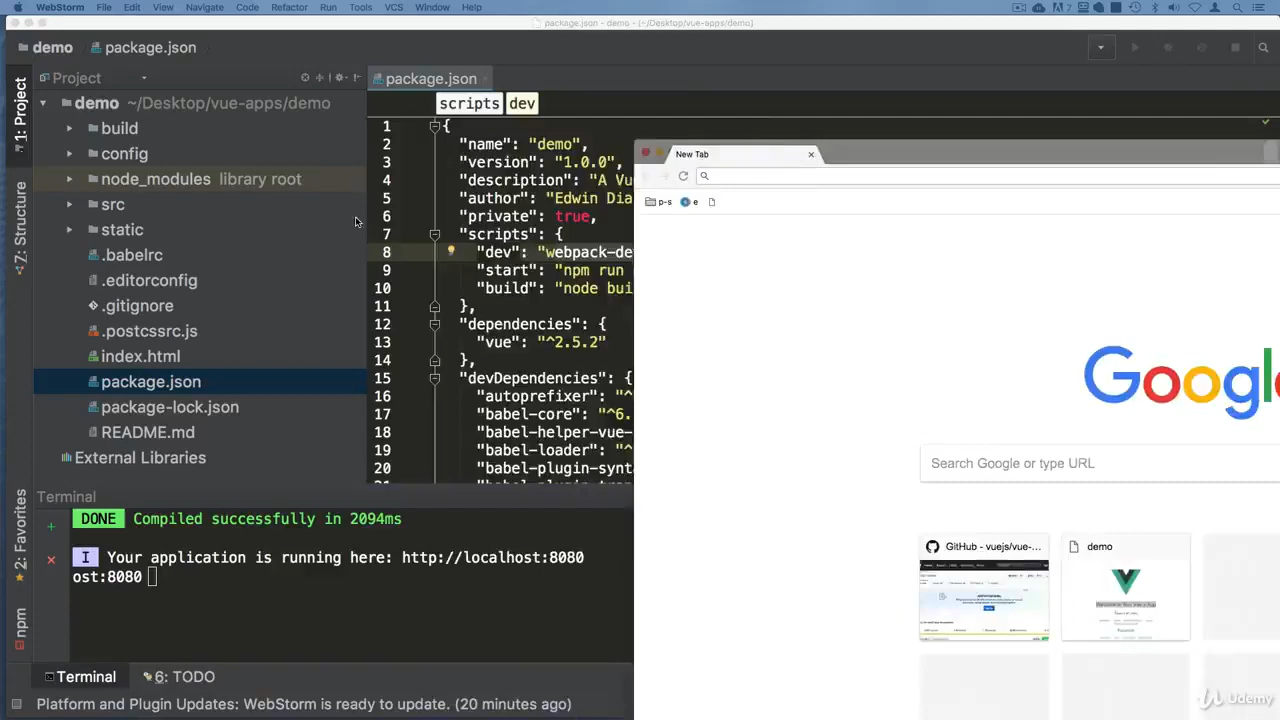 WebStorm File Edit View Navigate Code Refactor Run Tools VCS Window Help
package.json - demo - [~/Desktop/vue-apps/demo]
demo package.json
Project
package.json
1: Project
7: Structure
2: Favorites
npm
demo ~/Desktop/vue-apps/demo
build
config
node_modules library root
src
static
.babelrc
.editorconfig
.gitignore
.postcssrc.js
index.html
package.json
package-lock.json
README.md
External Libraries
scripts dev
1 {
2 "name": "demo",
3 "version": "1.0.0",
4 "description": "A Vu
5 "author": "Edwin Dia
6 "private": true,
7 "scripts": {
8 "dev": "webpack-de
9 "start": "npm run
10 "build": "node bui
11 },
12 "dependencies": {
13 "vue": "^2.5.2"
14 },
15 "devDependencies": {
16 "autoprefixer": "^
17 "babel-core": "^6.
18 "babel-helper-vue-
19 "babel-loader": "^
20 "babel-plugin-synt
New Tab
p-s e
Google
Search Google or type URL
GitHub - vuejs/vue-...
demo
Terminal
DONE Compiled successfully in 2094ms
I Your application is running here: http://localhost:8080
ost:8080
Terminal 6: TODO
Platform and Plugin Updates: WebStorm is ready to update. (20 minutes ago)
Udemy